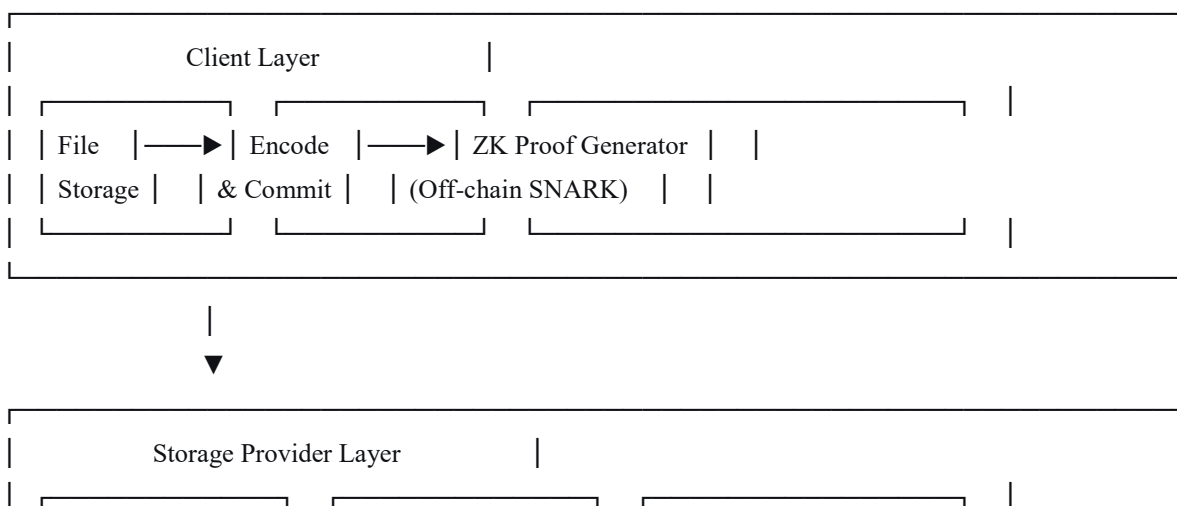 Client Layer
File Encode ZK Proof Generator
Storage & Commit (Off-chain SNARK)
Storage Provider Layer